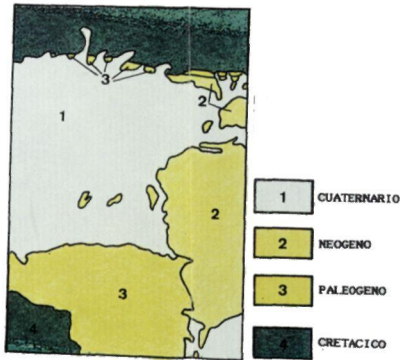 3
2
1
2
3
4
1 CUATERNARIO
2 NEOGENO
3 PALEOGENO
4 CRETACICO